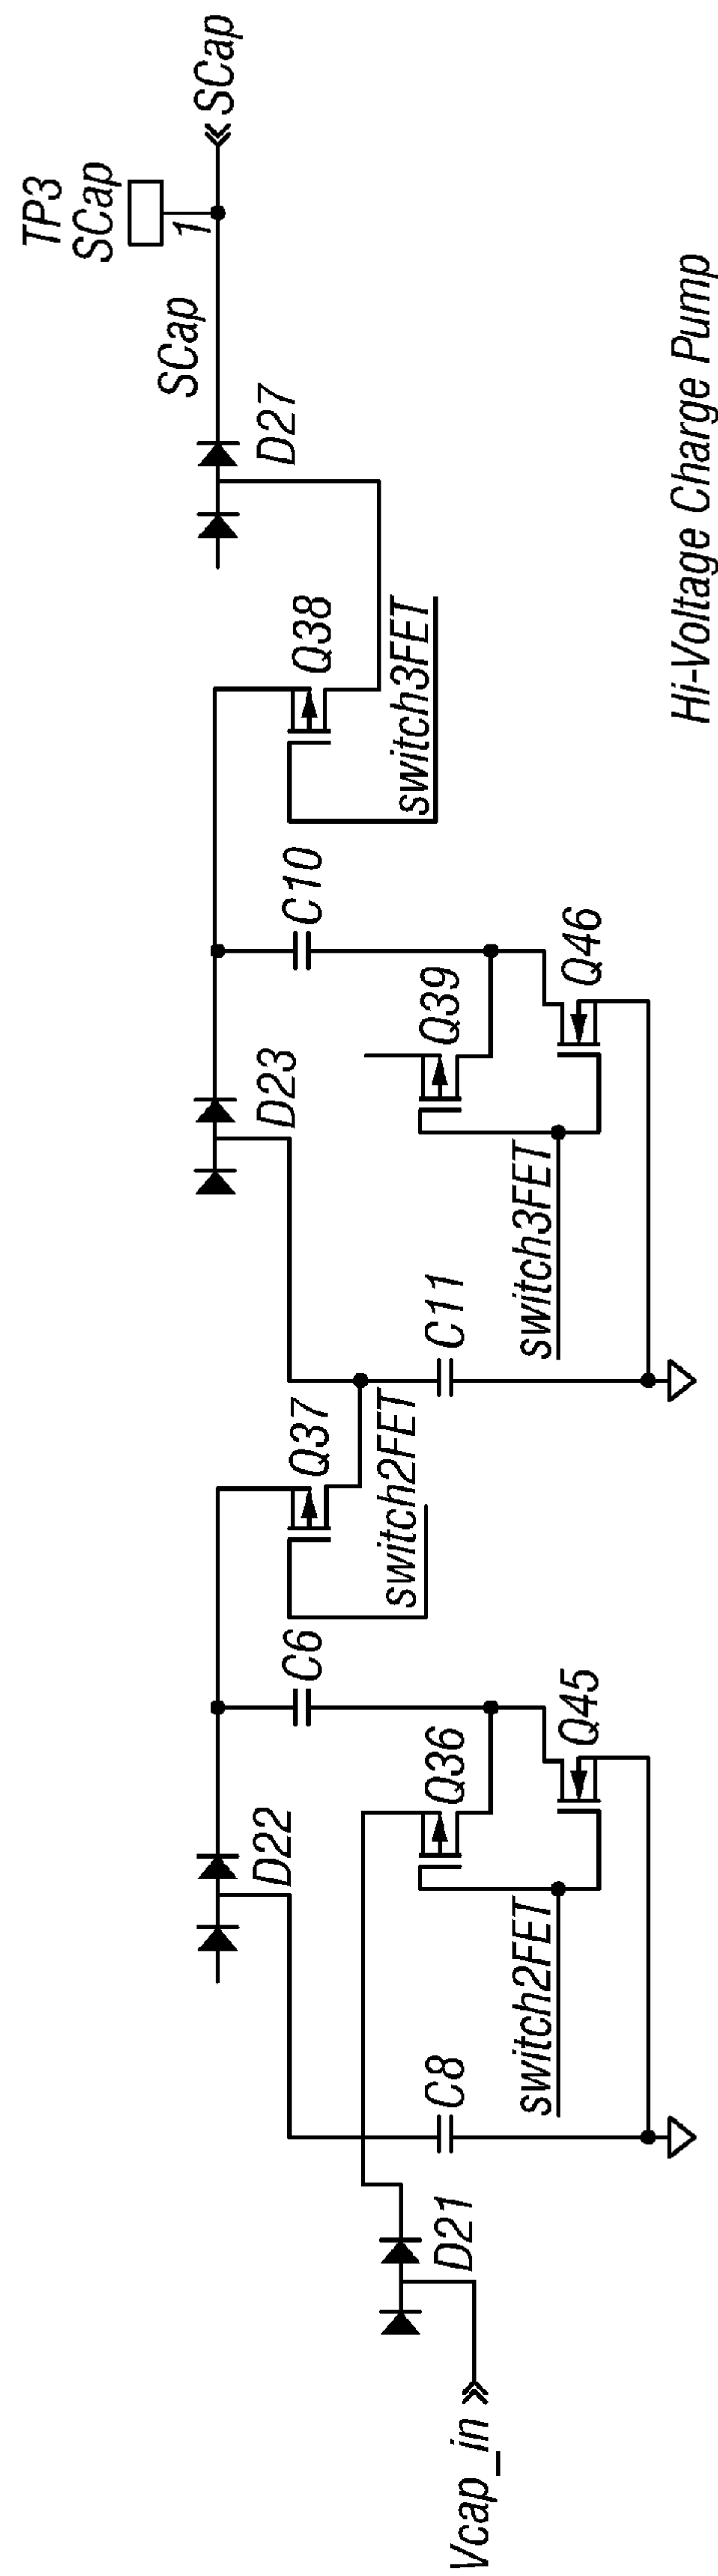 TP3
SCap
1
SCap
SCap
D27
Q38
switch3FET
C10
D23
Q39
Q46
switch3FET
C11
Q37
switch2FET
C6
D22
Q36
Q45
switch2FET
C8
D21
Vcap_in
Hi-Voltage Charge Pump